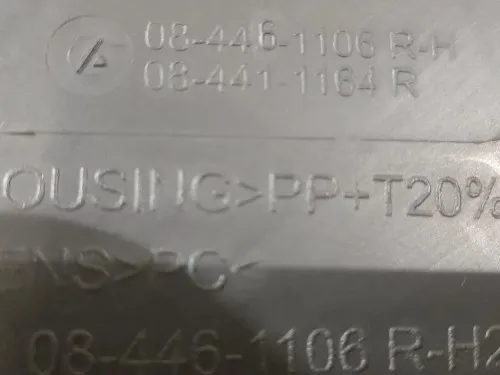 08-446-1106 R-H
08-441-1164 R
OUSING>PP+T20%
ENS>PC<
08-446-1106 R-H2